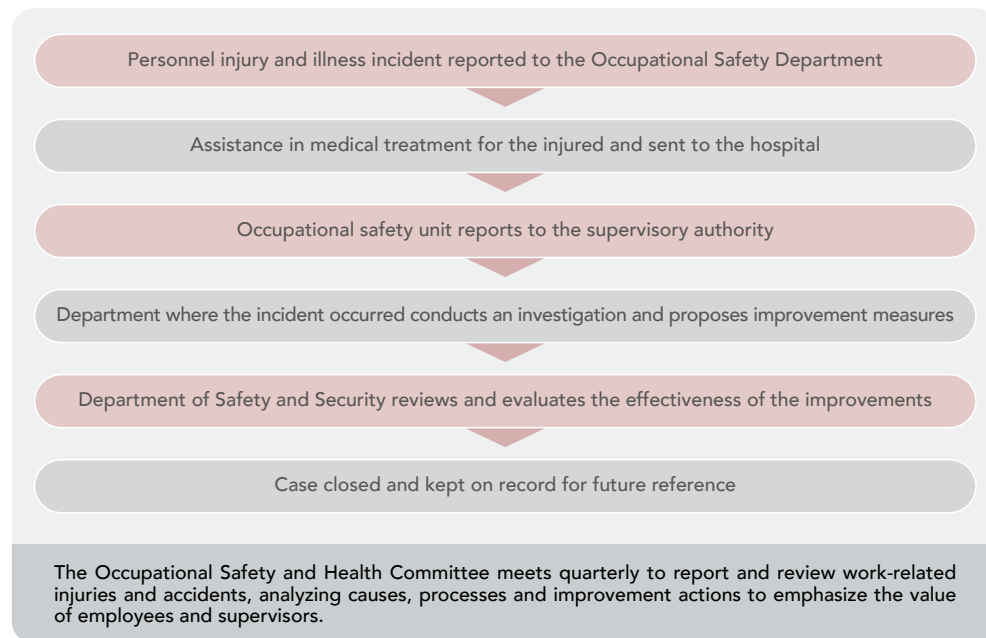 Personnel injury and illness incident reported to the Occupational Safety Department
Assistance in medical treatment for the injured and sent to the hospital
Occupational safety unit reports to the supervisory authority
Department where the incident occurred conducts an investigation and proposes improvement measures
Department of Safety and Security reviews and evaluates the effectiveness of the improvements
Case closed and kept on record for future reference
The Occupational Safety and Health Committee meets quarterly to report and review work-related
injuries and accidents, analyzing causes, processes and improvement actions to emphasize the value
of employees and supervisors.